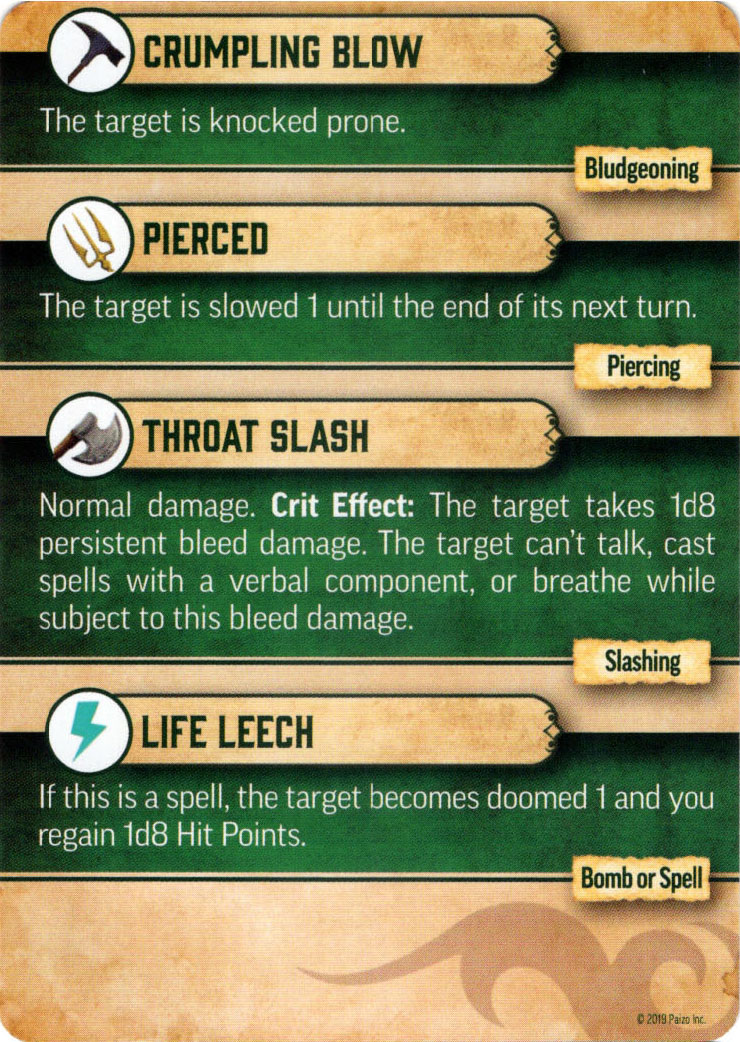 CRUMPLING BLOW
The target is knocked prone.
Bludgeoning
PIERCED
The target is slowed 1 until the end of its next turn.
Piercing
THROAT SLASH
Normal damage. Crit Effect: The target takes 1d8
persistent bleed damage. The target can't talk, cast
spells with a verbal component, or breathe while
subject to this bleed damage.
Slashing
LIFE LEECH
If this is a spell, the target becomes doomed 1 and you
regain 1d8 Hit Points.
Bomb or Spell
© 2019 Paizo Inc.